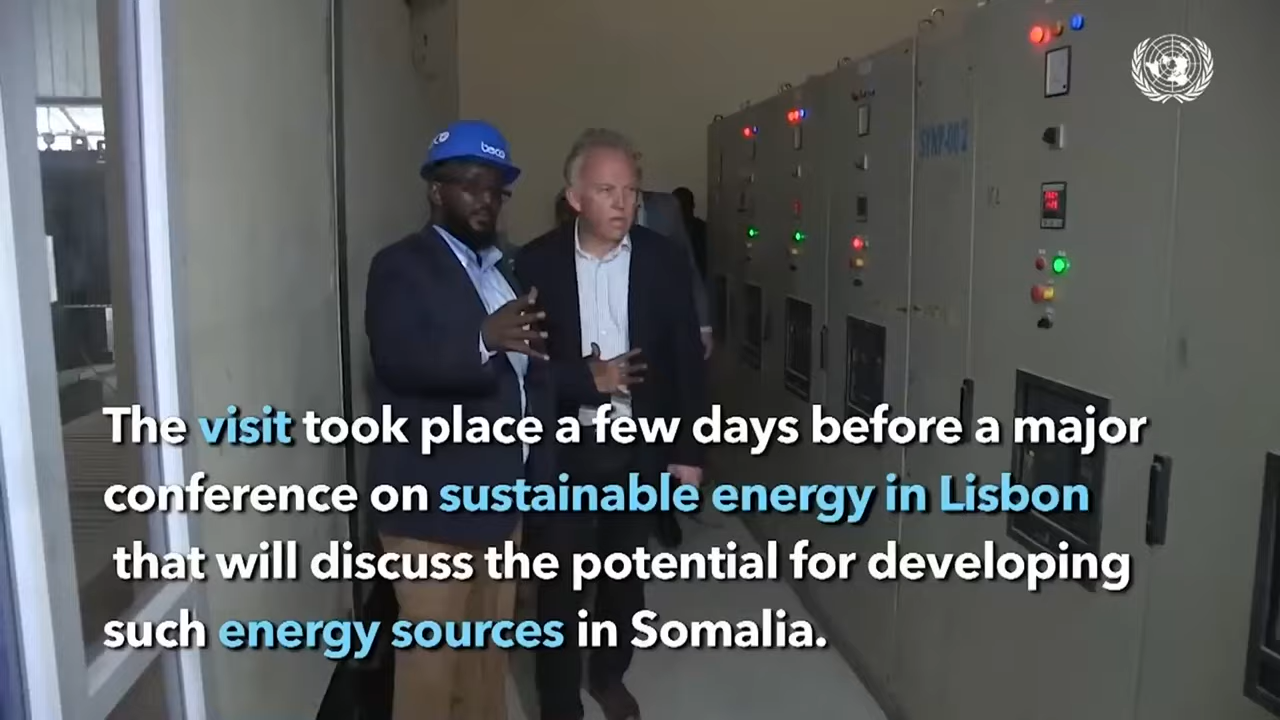 beco
The visit took place a few days before a major
conference on sustainable energy in Lisbon
that will discuss the potential for developing
such energy sources in Somalia.